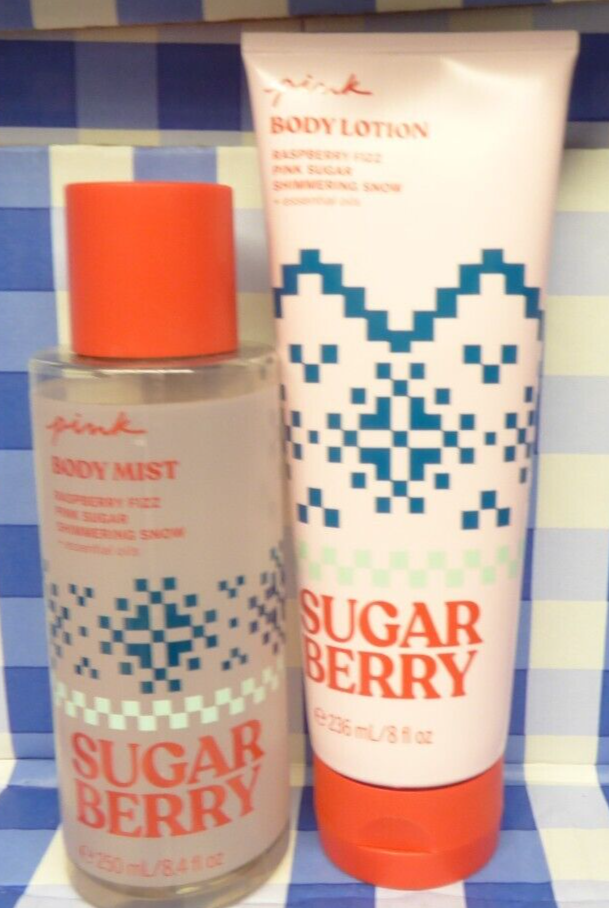 pink
BODY LOTION
RASPBERRY FIZZ
PINK SUGAR
SHIMMERING SNOW
+ essential oils
SUGAR
BERRY
℮ 236 mL/8 fl oz
pink
BODY MIST
RASPBERRY FIZZ
PINK SUGAR
SHIMMERING SNOW
+ essential oils
SUGAR
BERRY
℮ 250 mL/8.4 fl oz